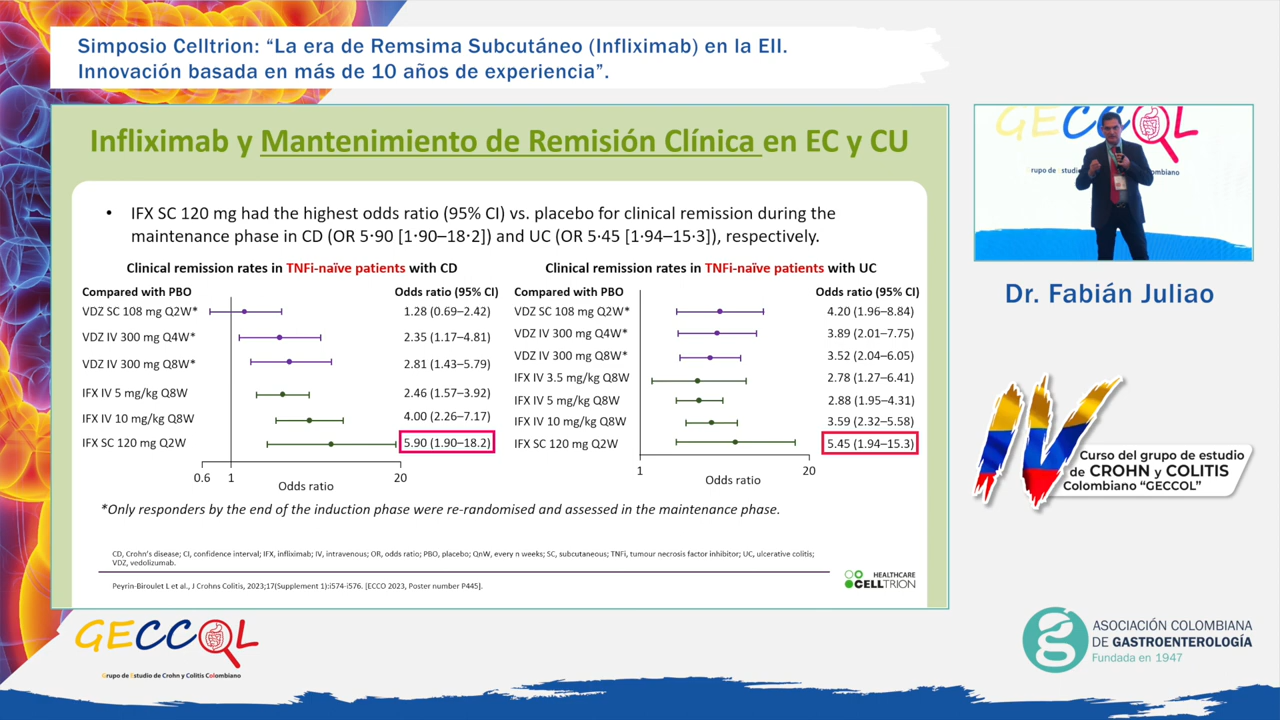 Simposio Celltrion: “La era de Remsima Subcutáneo (Infliximab) en la EII.
Innovación basada en más de 10 años de experiencia”.
Infliximab y Mantenimiento de Remisión Clínica en EC y CU
• IFX SC 120 mg had the highest odds ratio (95% CI) vs. placebo for clinical remission during the
maintenance phase in CD (OR 5·90 [1·90–18·2]) and UC (OR 5·45 [1·94–15·3]), respectively.
Clinical remission rates in TNFi-naïve patients with CD
Compared with PBO Odds ratio (95% CI)
VDZ SC 108 mg Q2W* 1.28 (0.69–2.42)
VDZ IV 300 mg Q4W* 2.35 (1.17–4.81)
VDZ IV 300 mg Q8W* 2.81 (1.43–5.79)
IFX IV 5 mg/kg Q8W 2.46 (1.57–3.92)
IFX IV 10 mg/kg Q8W 4.00 (2.26–7.17)
IFX SC 120 mg Q2W 5.90 (1.90–18.2)
0.6 1 20
Odds ratio
Clinical remission rates in TNFi-naïve patients with UC
Compared with PBO Odds ratio (95% CI)
VDZ SC 108 mg Q2W* 4.20 (1.96–8.84)
VDZ IV 300 mg Q4W* 3.89 (2.01–7.75)
VDZ IV 300 mg Q8W* 3.52 (2.04–6.05)
IFX IV 3.5 mg/kg Q8W 2.78 (1.27–6.41)
IFX IV 5 mg/kg Q8W 2.88 (1.95–4.31)
IFX IV 10 mg/kg Q8W 3.59 (2.32–5.58)
IFX SC 120 mg Q2W 5.45 (1.94–15.3)
1 20
Odds ratio
*Only responders by the end of the induction phase were re-randomised and assessed in the maintenance phase.
CD, Crohn’s disease; CI, confidence interval; IFX, infliximab; IV, intravenous; OR, odds ratio; PBO, placebo; QnW, every n weeks; SC, subcutaneous; TNFi, tumour necrosis factor inhibitor; UC, ulcerative colitis;
VDZ, vedolizumab.
Peyrin-Biroulet L et al., J Crohns Colitis, 2023;17(Supplement 1):i574-i576. [ECCO 2023, Poster number P445].
HEALTHCARE
CELLTRION
GECCOL
Grupo de Estudio de Crohn y Colitis Colombiano
GECCOL
Grupo de Estudio
Colombiano
Dr. Fabián Juliao
IV
Curso del grupo de estudio
de CROHN y COLITIS
Colombiano “GECCOL”
ASOCIACIÓN COLOMBIANA
DE GASTROENTEROLOGÍA
Fundada en 1947